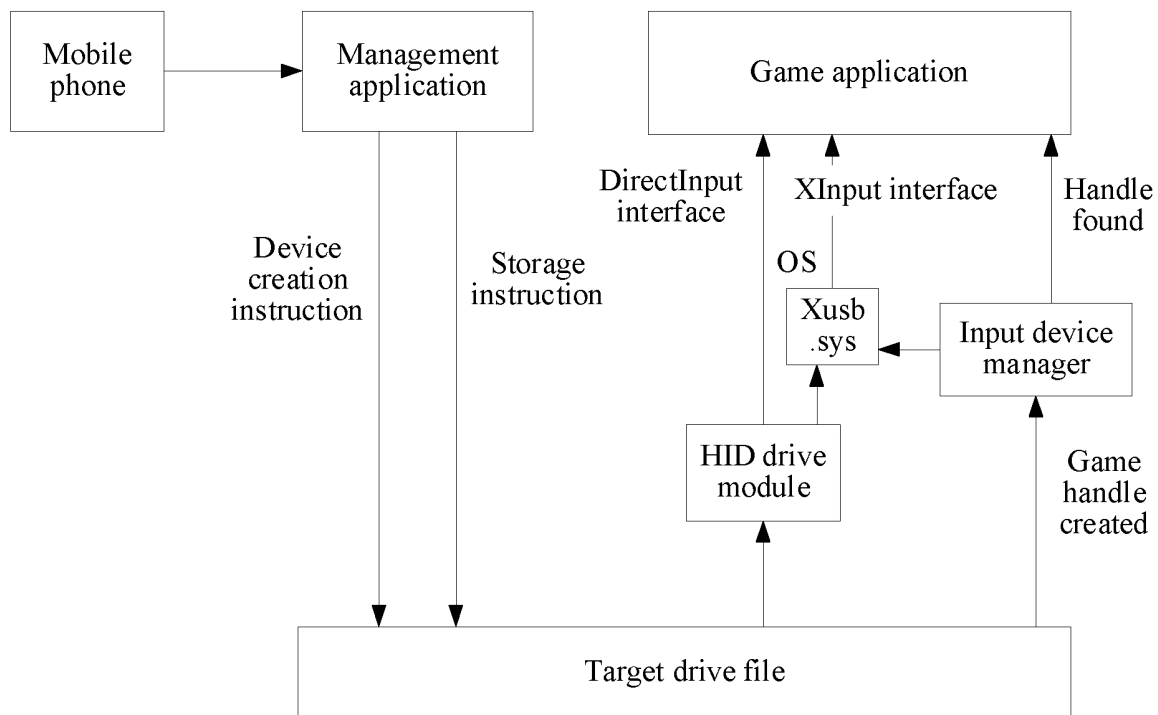 Mobile
phone
Management
application
Game application
DirectInput
interface
XInput interface
Handle
found
Device
creation
instruction
Storage
instruction
OS
Xusb
.sys
Input device
manager
HID drive
module
Game
handle
created
Target drive file